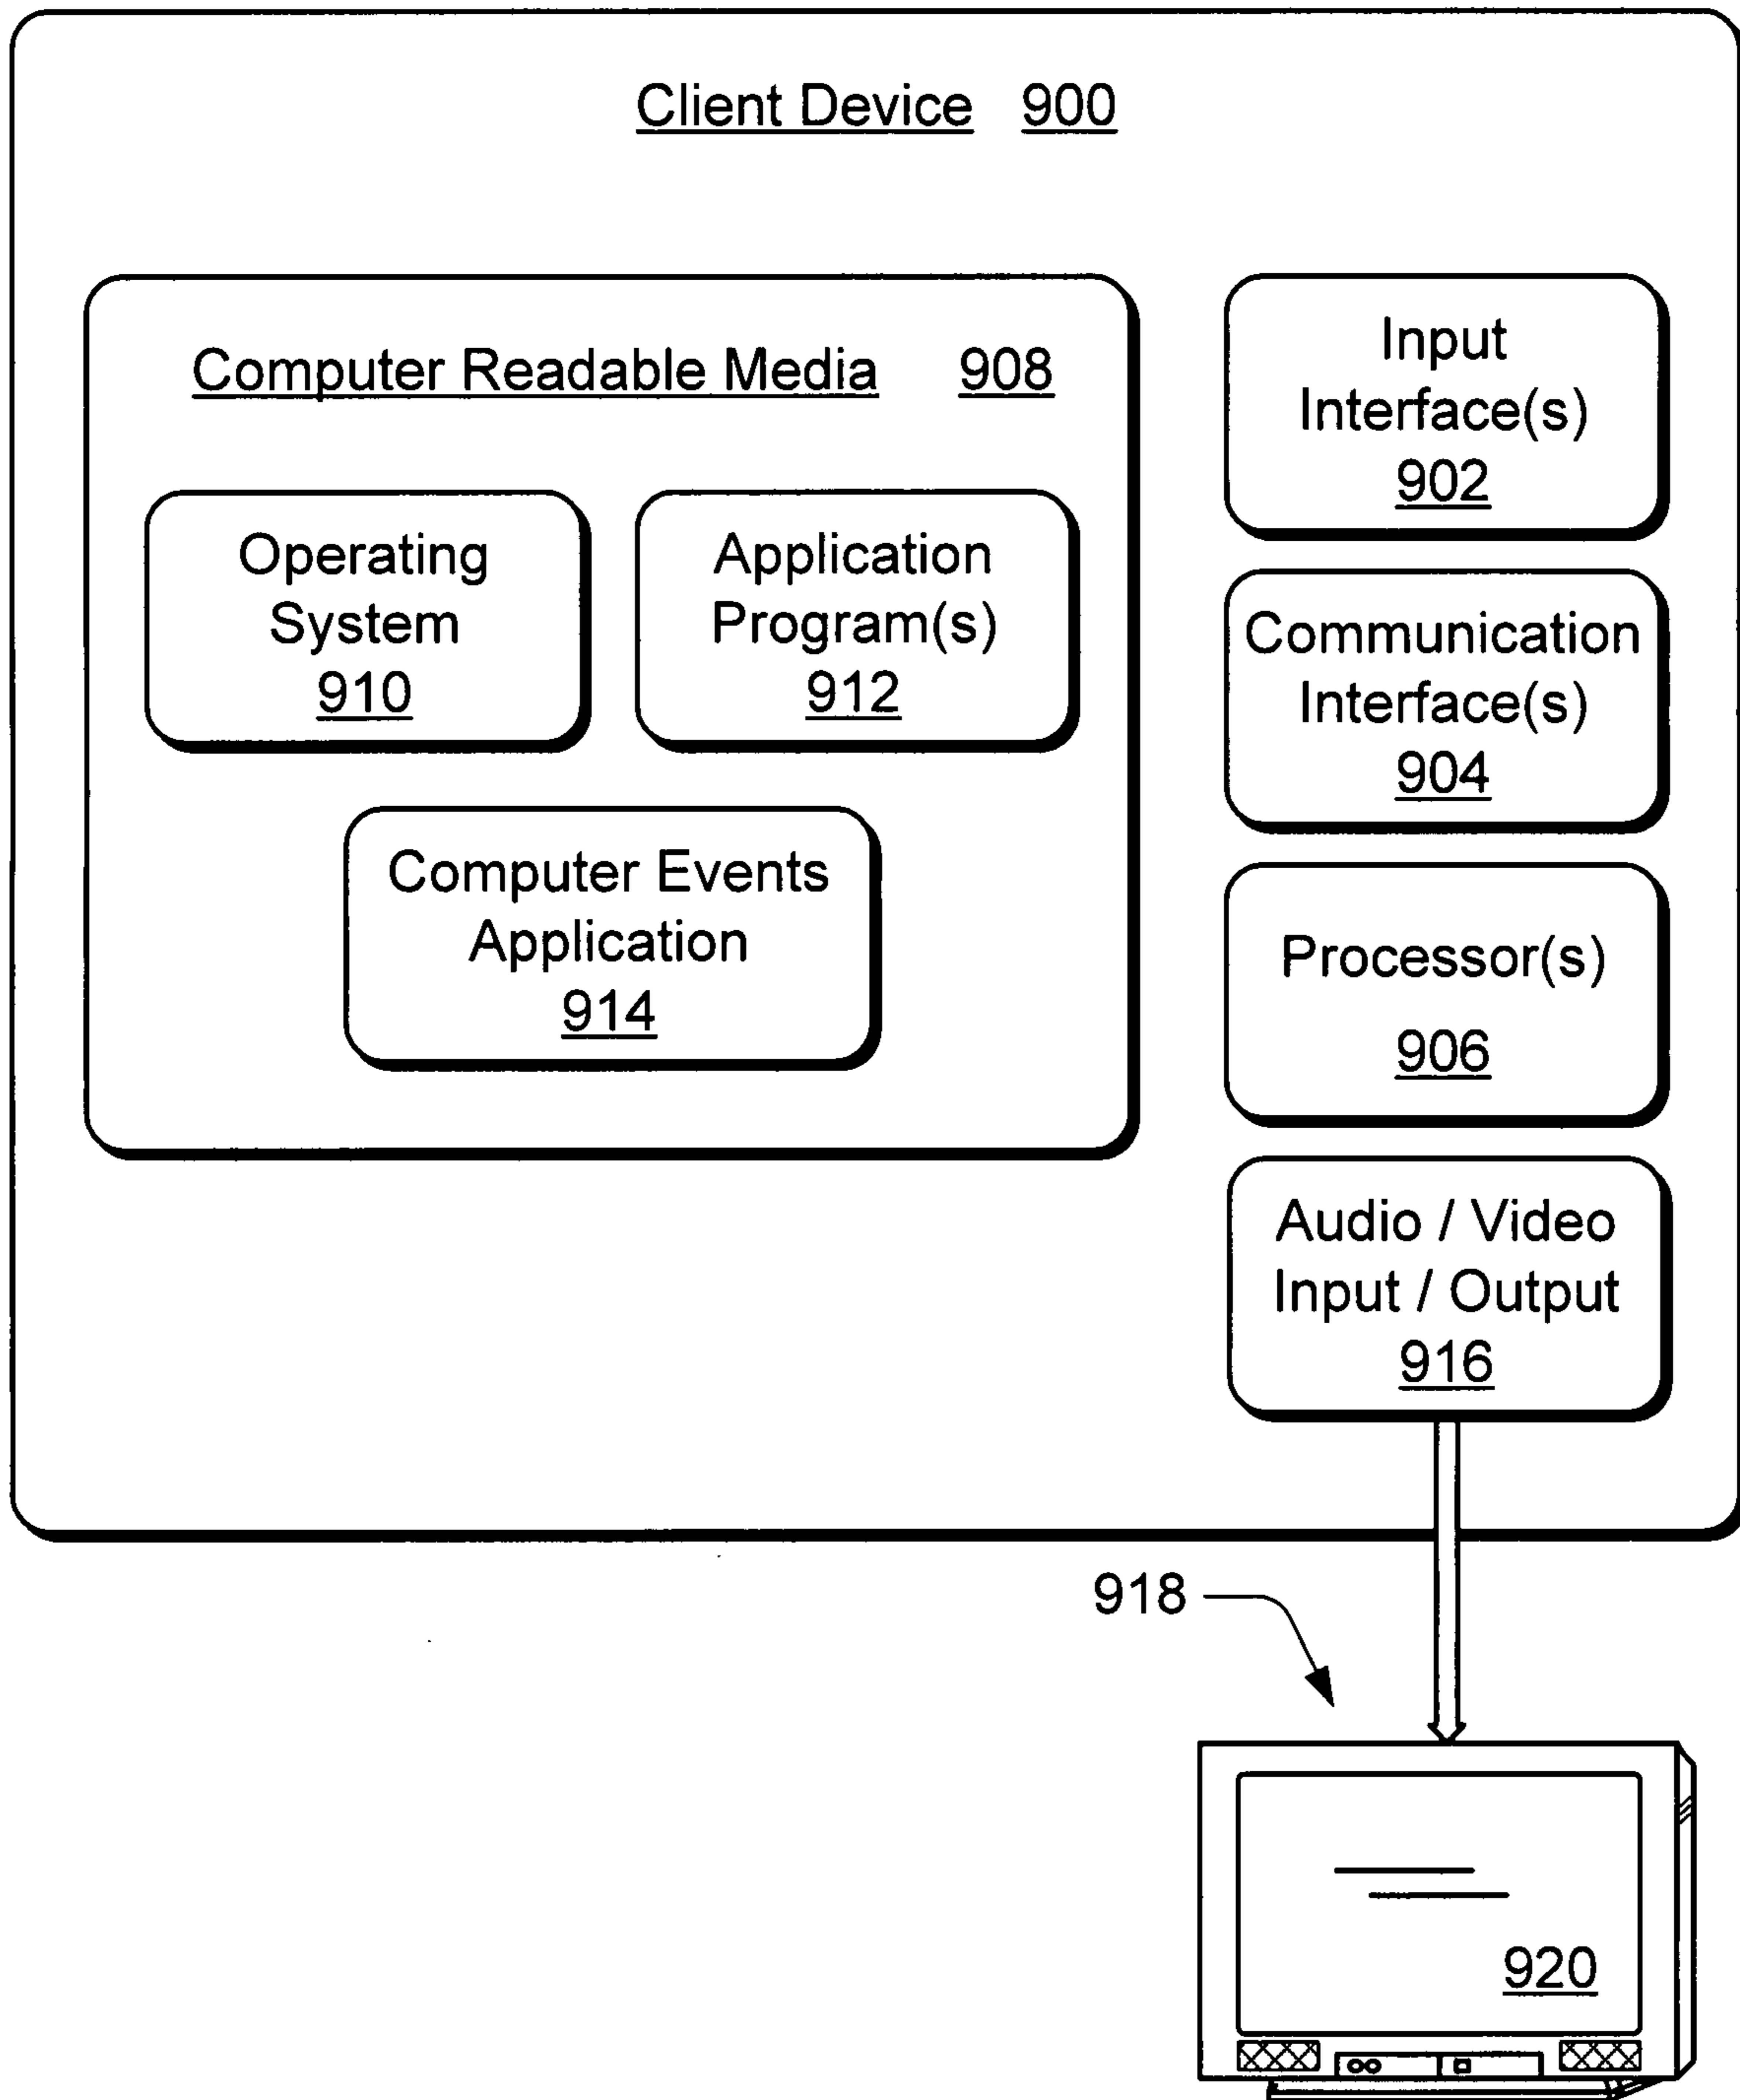 Client Device 900
Computer Readable Media 908
Operating
System
910
Application
Program(s)
912
Computer Events
Application
914
Input
Interface(s)
902
Communication
Interface(s)
904
Processor(s)
906
Audio / Video
Input / Output
916
918
920